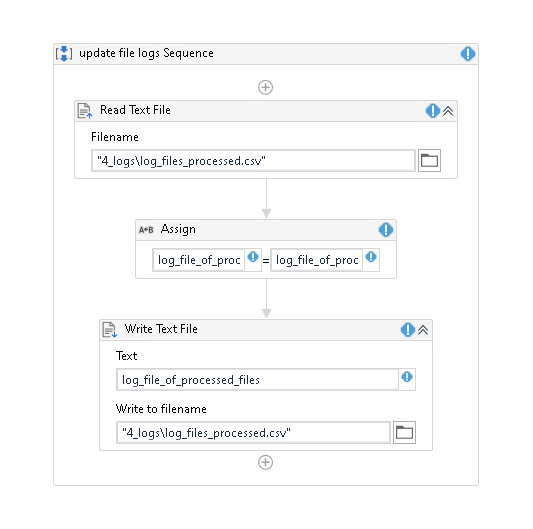 update file logs Sequence
Read Text File
Filename
"4_logs\log_files_processed.csv"
A+B Assign
log_file_of_proc = log_file_of_proc
Write Text File
Text
log_file_of_processed_files
Write to filename
"4_logs\log_files_processed.csv"